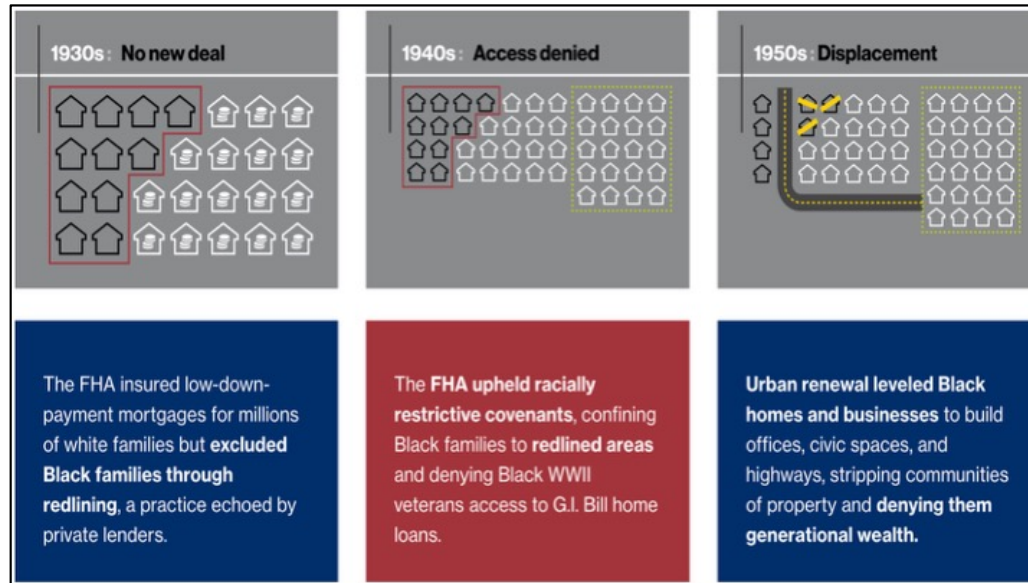 1930s: No new deal
1940s: Access denied
1950s: Displacement
The FHA insured low-down-
payment mortgages for millions
of white families but excluded
Black families through
redlining, a practice echoed by
private lenders.
The FHA upheld racially
restrictive covenants, confining
Black families to redlined areas
and denying Black WWII
veterans access to G.I. Bill home
loans.
Urban renewal leveled Black
homes and businesses to build
offices, civic spaces, and
highways, stripping communities
of property and denying them
generational wealth.